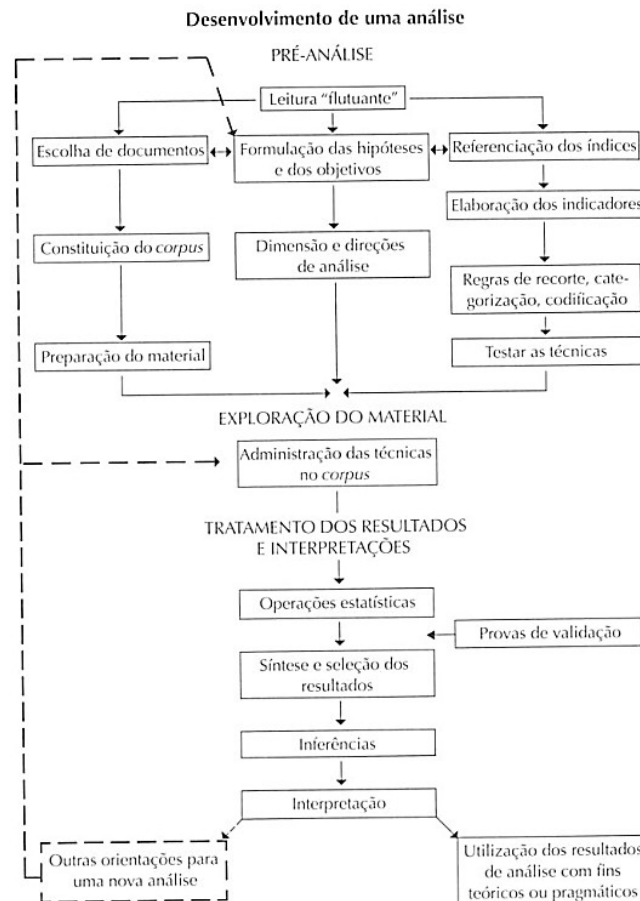 Desenvolvimento de uma análise
PRÉ-ANÁLISE
Leitura “flutuante”
Escolha de documentos
Formulação das hipóteses
e dos objetivos
Referenciação dos índices
Elaboração dos indicadores
Constituição do corpus
Dimensão e direções
de análise
Regras de recorte, cate-
gorização, codificação
Preparação do material
Testar as técnicas
EXPLORAÇÃO DO MATERIAL
Administração das técnicas
no corpus
TRATAMENTO DOS RESULTADOS
E INTERPRETAÇÕES
Operações estatísticas
Provas de validação
Síntese e seleção dos
resultados
Inferências
Interpretação
Outras orientações para
uma nova análise
Utilização dos resultados
de análise com fins
teóricos ou pragmáticos